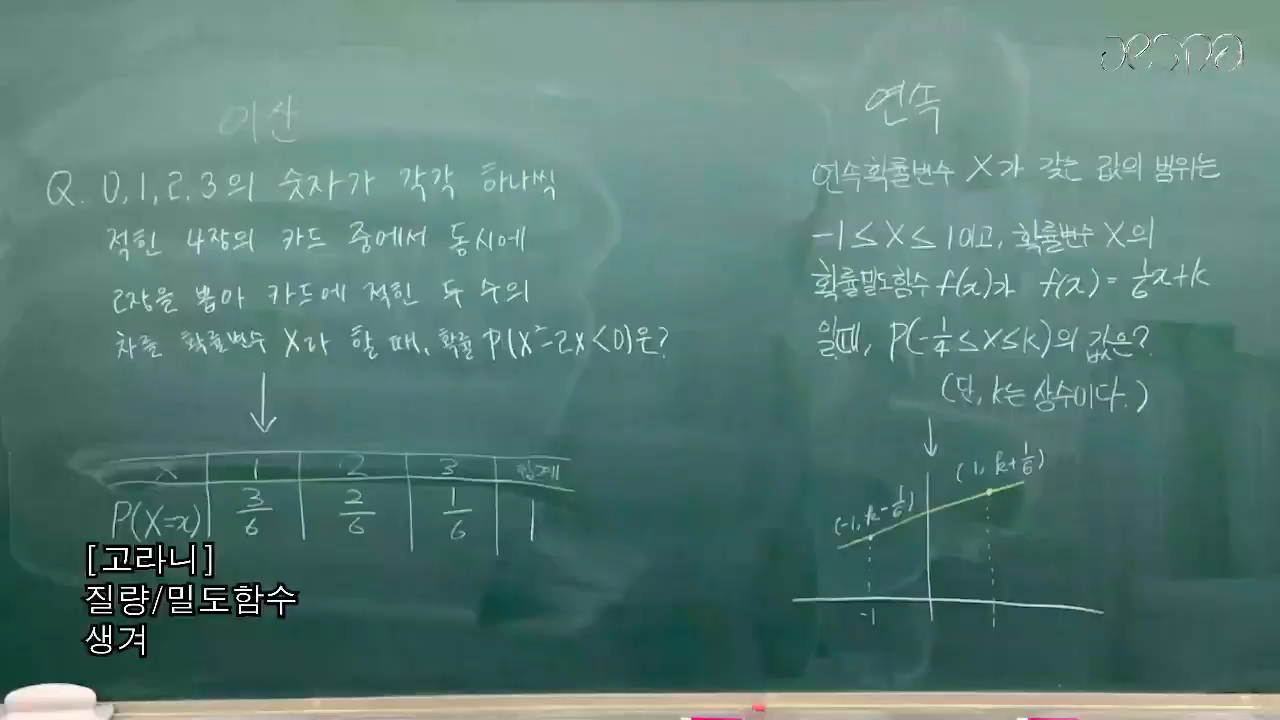 aespa
이산
Q. 0, 1, 2, 3의 숫자가 각각 하나씩
적힌 4장의 카드 중에서 동시에
2장을 뽑아 카드에 적힌 두 수의
차를 확률변수 X라 할 때, 확률 P(X²-2X<0)은?
X 1 2 3 합계
P(X=x) 3/6 2/6 1/6 1
연속
연속확률변수 X가 갖는 값의 범위는
-1≤X≤1이고, 확률변수 X의
확률밀도함수 f(x)가 f(x)=1/6x+k
일때, P(-1/4≤X≤k)의 값은?
(단, k는 상수이다.)
(1, k+1/6)
(-1, k-1/6)
-1
[고라니]
질량/밀도함수
생겨